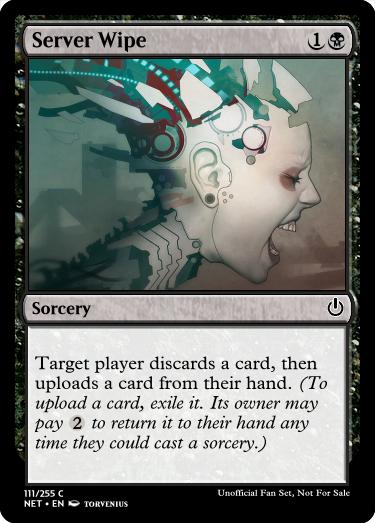 Server Wipe 1
Sorcery
Target player discards a card, then
uploads a card from their hand. (To
upload a card, exile it. Its owner may
pay 2 to return it to their hand any
time they could cast a sorcery.)
111/255 C
NET • EN TORVENIUS
Unofficial Fan Set, Not For Sale